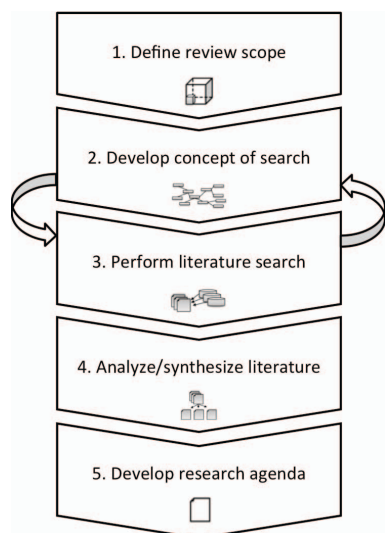 1. Define review scope
2. Develop concept of search
3. Perform literature search
4. Analyze/synthesize literature
5. Develop research agenda